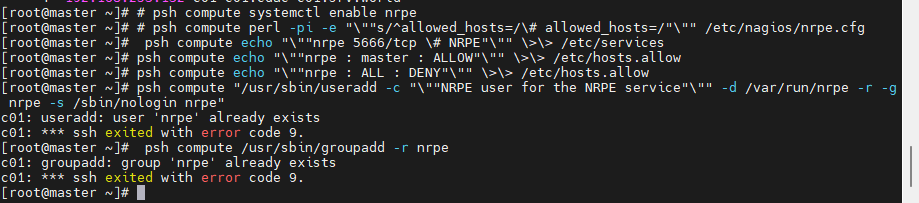 [root@master ~]# # psh compute systemctl enable nrpe
[root@master ~]# # psh compute perl -pi -e "\""s/^allowed_hosts=/\# allowed_hosts=/"\"" /etc/nagios/nrpe.cfg
[root@master ~]#  psh compute echo "\""nrpe 5666/tcp \# NRPE"\"" \>\> /etc/services
[root@master ~]# psh compute echo "\""nrpe : master : ALLOW"\"" \>\> /etc/hosts.allow
[root@master ~]# psh compute echo "\""nrpe : ALL : DENY"\"" \>\> /etc/hosts.allow
[root@master ~]# psh compute "/usr/sbin/useradd -c "\""NRPE user for the NRPE service"\"" -d /var/run/nrpe -r -g
 nrpe -s /sbin/nologin nrpe"
c01: useradd: user 'nrpe' already exists
c01: *** ssh exited with error code 9.
[root@master ~]#  psh compute /usr/sbin/groupadd -r nrpe
c01: groupadd: group 'nrpe' already exists
c01: *** ssh exited with error code 9.
[root@master ~]#